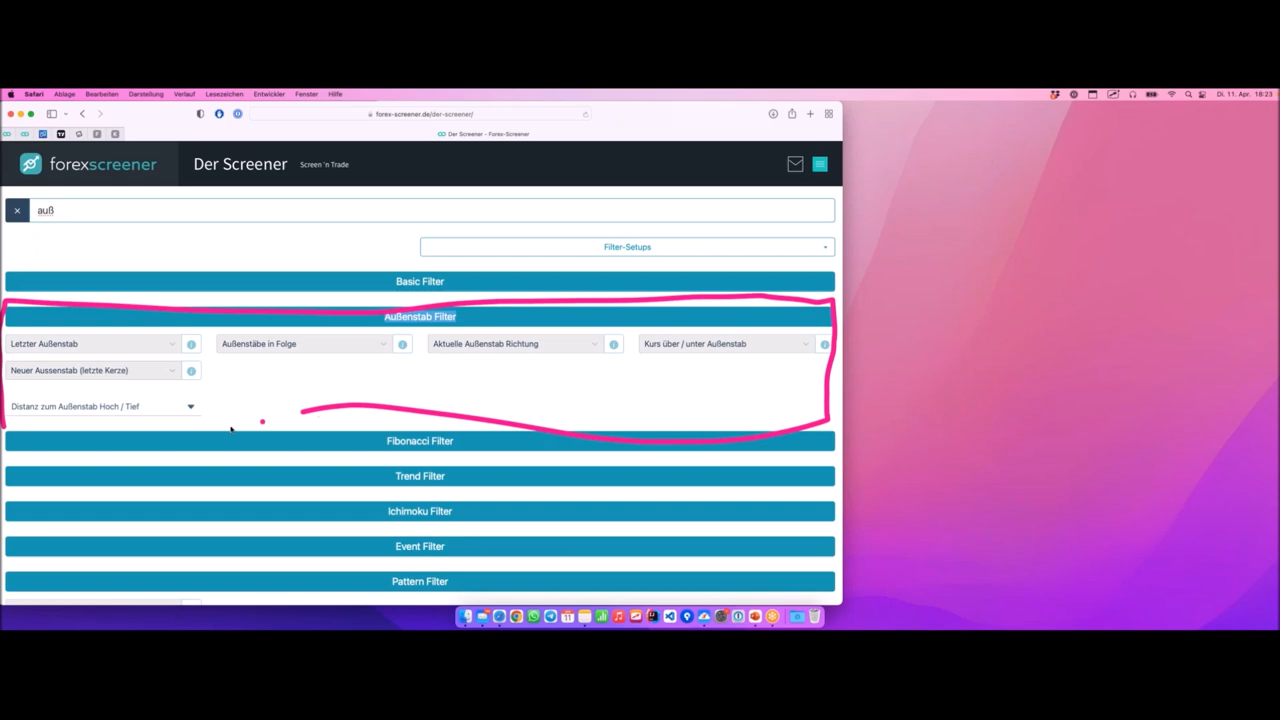 Safari Ablage Bearbeiten Darstellung Verlauf Lesezeichen Entwickler Fenster Hilfe Di. 11. Apr. 18:23
forex-screener.de/der-screener/
Der Screener - Forex-Screener
forexscreener Der Screener Screen 'n Trade
auß
Filter-Setups
Basic Filter
Außenstab Filter
Letzter Außenstab Außenstäbe in Folge Aktuelle Außenstab Richtung Kurs über / unter Außenstab
Neuer Aussenstab (letzte Kerze)
Distanz zum Außenstab Hoch / Tief
Fibonacci Filter
Trend Filter
Ichimoku Filter
Event Filter
Pattern Filter